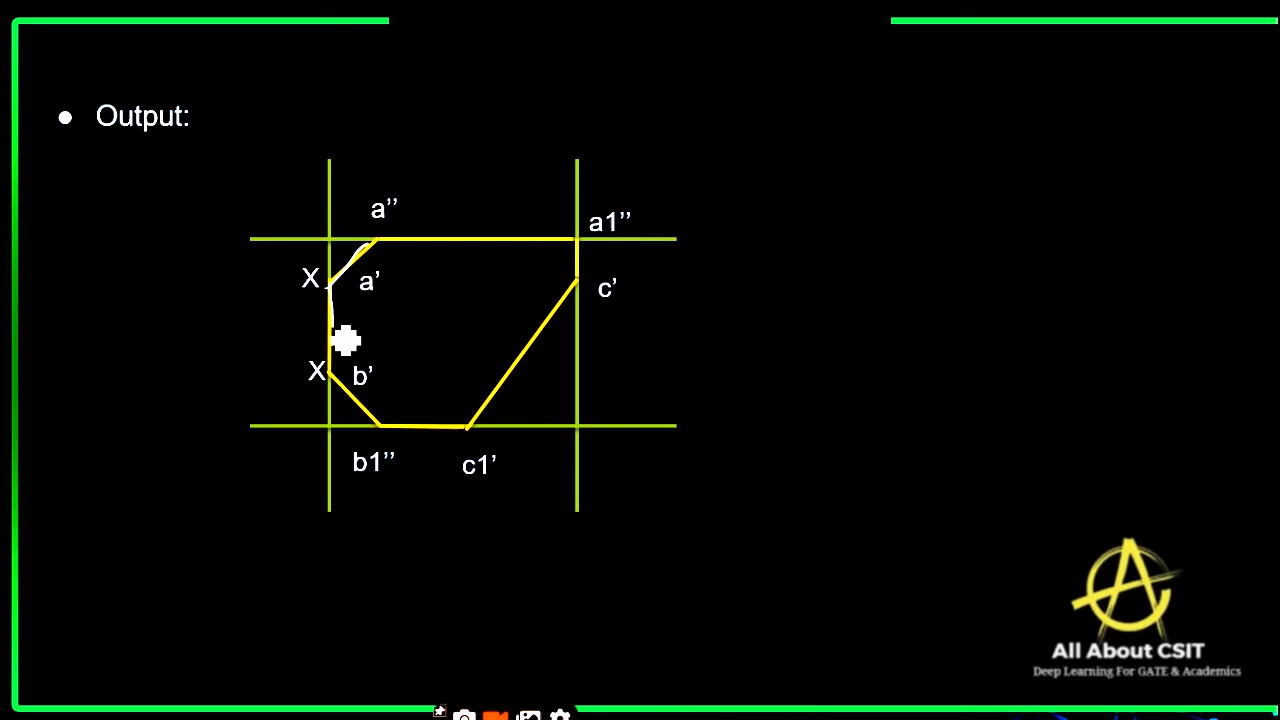 ● Output:
a’’
a1’’
X
a’
c’
X
b’
b1’’
c1’
All About CSIT
Deep Learning For GATE & Academics